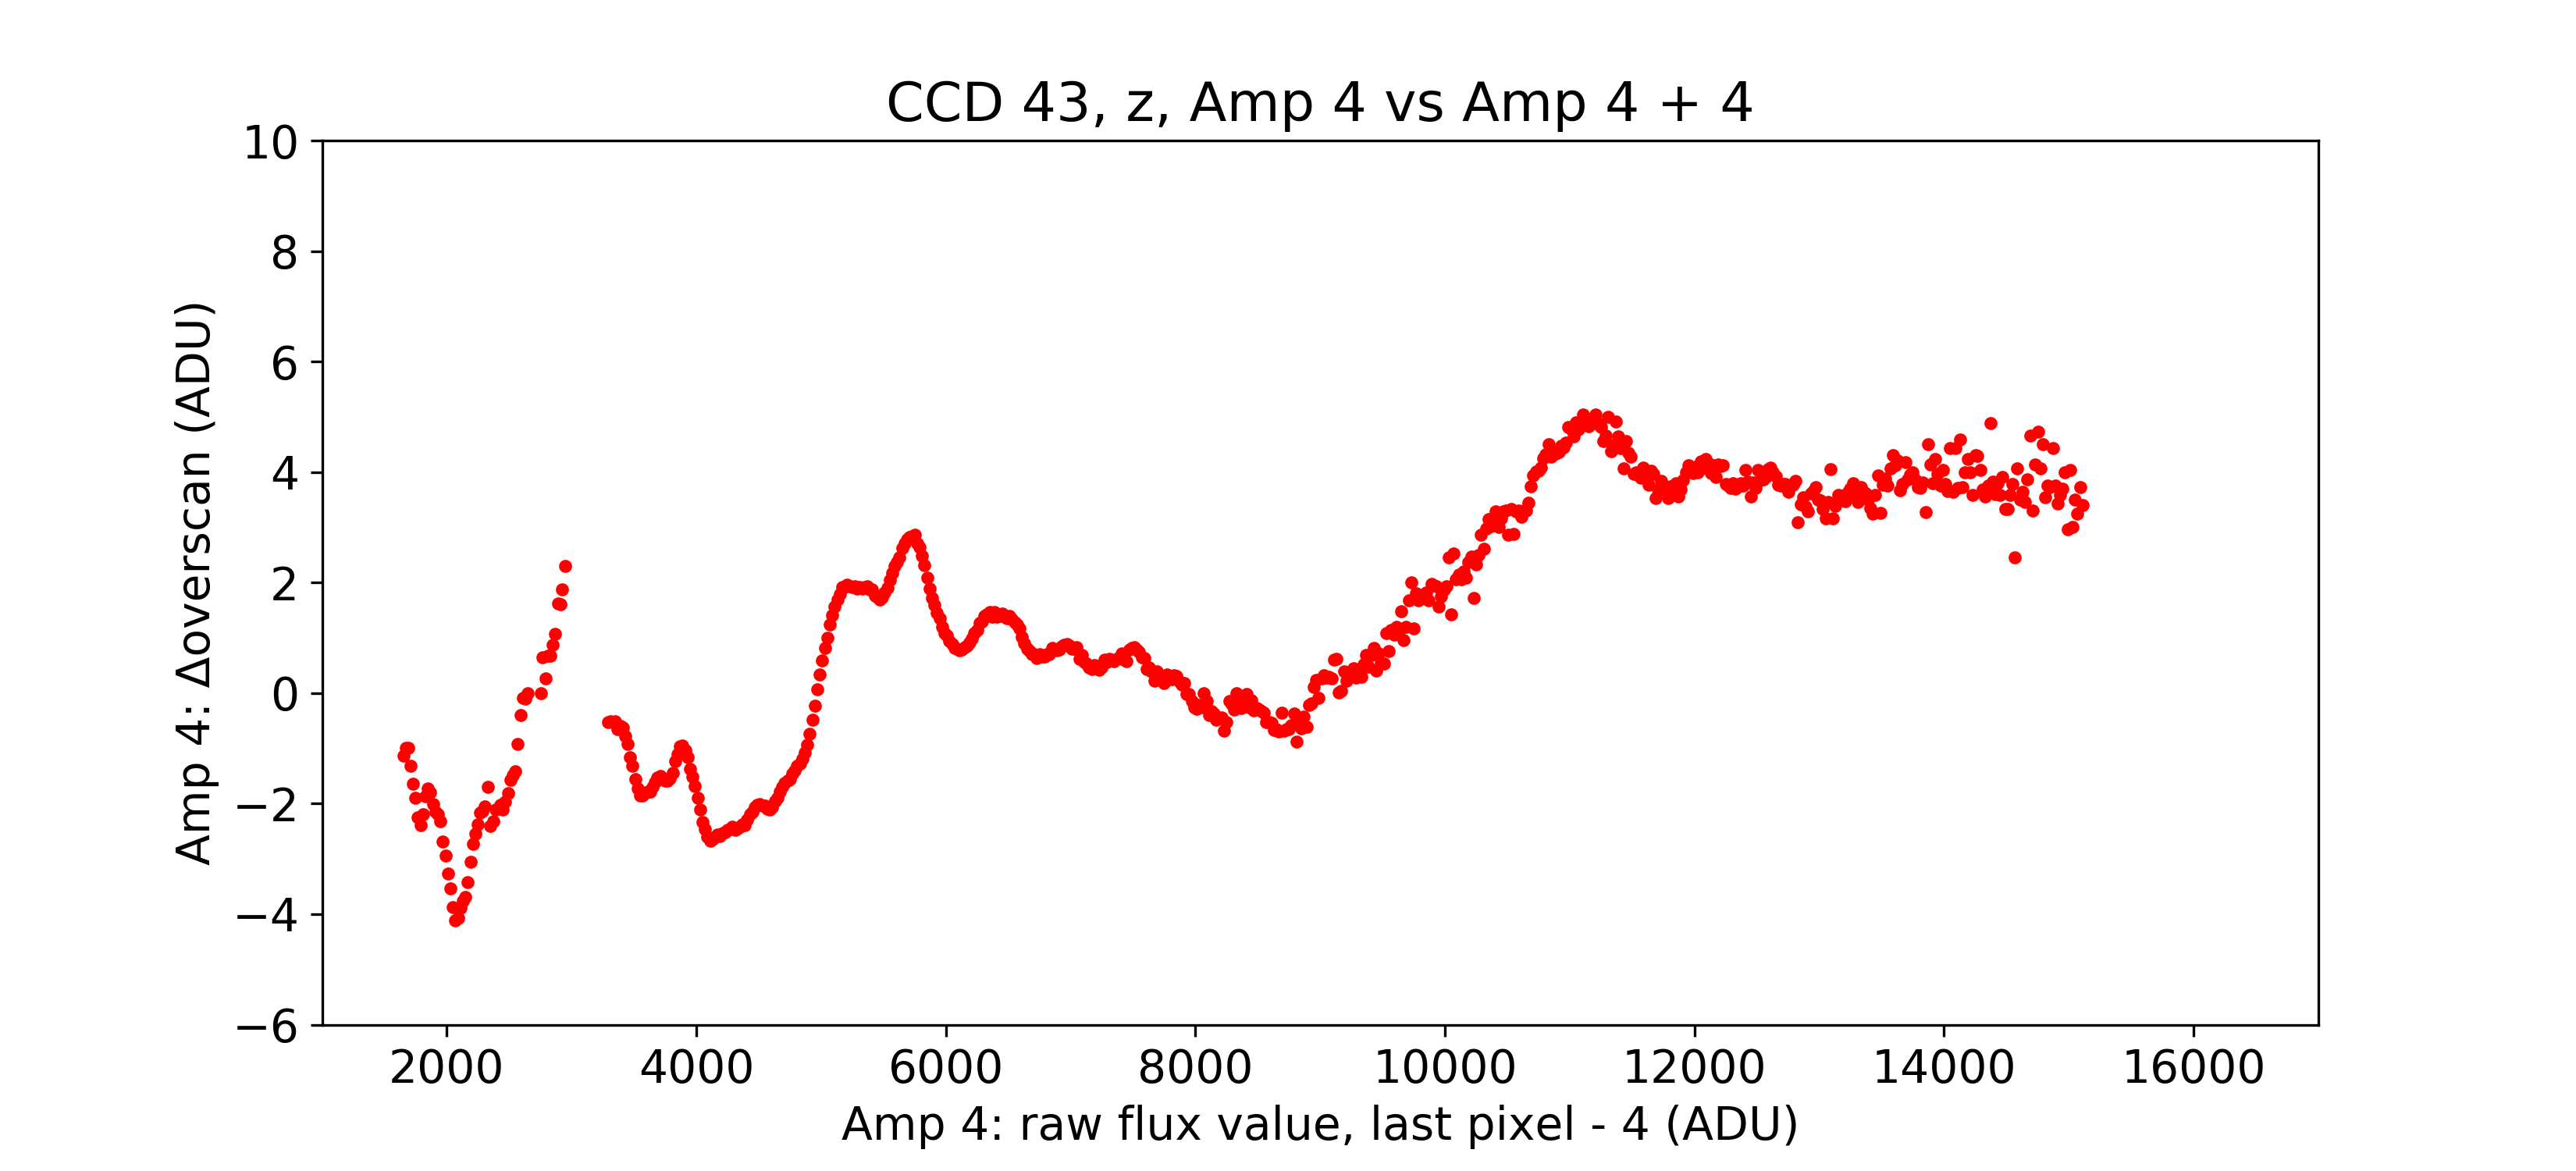 CCD 43, z, Amp 4 vs Amp 4 + 4
10
8
6
4
2
0
−2
−4
−6
Amp 4: Δoverscan (ADU)
2000 4000 6000 8000 10000 12000 14000 16000
Amp 4: raw flux value, last pixel - 4 (ADU)